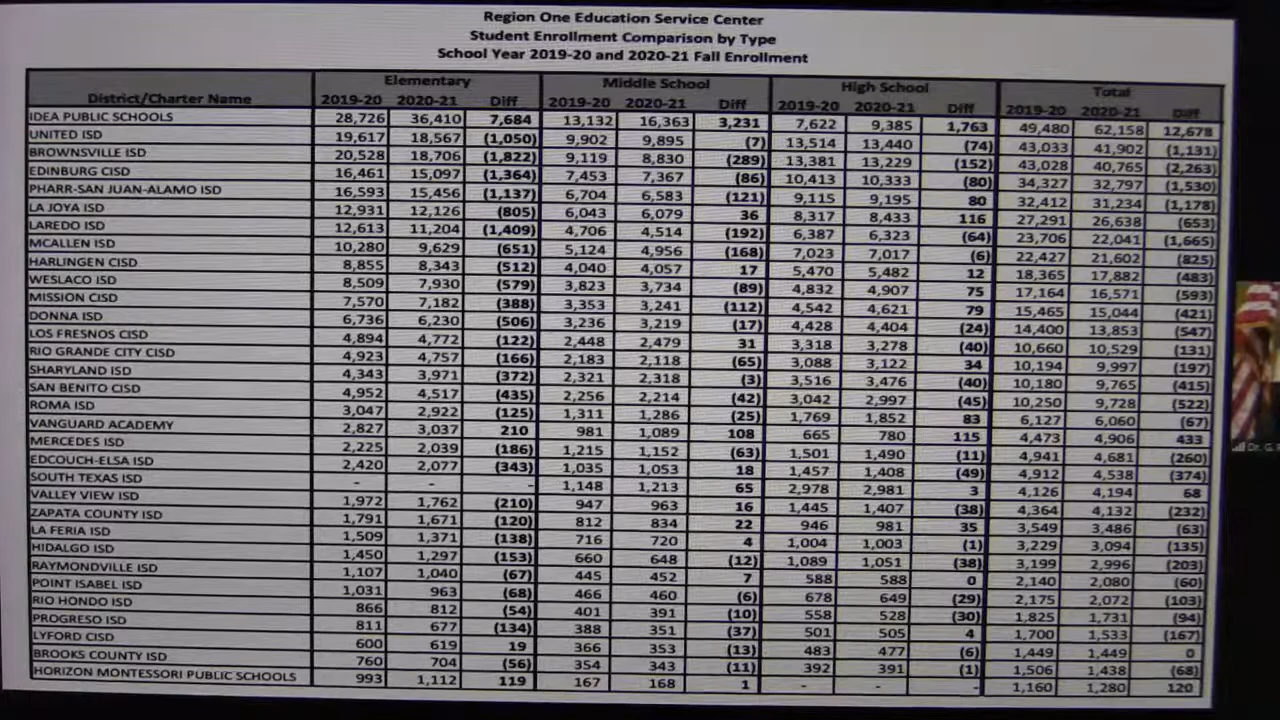 Region One Education Service Center
Student Enrollment Comparison by Type
School Year 2019-20 and 2020-21 Fall Enrollment
Elementary Middle School High School Total
District/Charter Name 2019-20 2020-21 Diff 2019-20 2020-21 Diff 2019-20 2020-21 Diff 2019-20 2020-21 Diff
IDEA PUBLIC SCHOOLS 28,726 36,410 7,684 13,132 16,363 3,231 7,622 9,385 1,763 49,480 62,158 12,678
UNITED ISD 19,617 18,567 (1,050) 9,902 9,895 (7) 13,514 13,440 (74) 43,033 41,902 (1,131)
BROWNSVILLE ISD 20,528 18,706 (1,822) 9,119 8,830 (289) 13,381 13,229 (152) 43,028 40,765 (2,263)
EDINBURG CISD 16,461 15,097 (1,364) 7,453 7,367 (86) 10,413 10,333 (80) 34,327 32,797 (1,530)
PHARR-SAN JUAN-ALAMO ISD 16,593 15,456 (1,137) 6,704 6,583 (121) 9,115 9,195 80 32,412 31,234 (1,178)
LA JOYA ISD 12,931 12,126 (805) 6,043 6,079 36 8,317 8,433 116 27,291 26,638 (653)
LAREDO ISD 12,613 11,204 (1,409) 4,706 4,514 (192) 6,387 6,323 (64) 23,706 22,041 (1,665)
MCALLEN ISD 10,280 9,629 (651) 5,124 4,956 (168) 7,023 7,017 (6) 22,427 21,602 (825)
HARLINGEN CISD 8,855 8,343 (512) 4,040 4,057 17 5,470 5,482 12 18,365 17,882 (483)
WESLACO ISD 8,509 7,930 (579) 3,823 3,734 (89) 4,832 4,907 75 17,164 16,571 (593)
MISSION CISD 7,570 7,182 (388) 3,353 3,241 (112) 4,542 4,621 79 15,465 15,044 (421)
DONNA ISD 6,736 6,230 (506) 3,236 3,219 (17) 4,428 4,404 (24) 14,400 13,853 (547)
LOS FRESNOS CISD 4,894 4,772 (122) 2,448 2,479 31 3,318 3,278 (40) 10,660 10,529 (131)
RIO GRANDE CITY CISD 4,923 4,757 (166) 2,183 2,118 (65) 3,088 3,122 34 10,194 9,997 (197)
SHARYLAND ISD 4,343 3,971 (372) 2,321 2,318 (3) 3,516 3,476 (40) 10,180 9,765 (415)
SAN BENITO CISD 4,952 4,517 (435) 2,256 2,214 (42) 3,042 2,997 (45) 10,250 9,728 (522)
ROMA ISD 3,047 2,922 (125) 1,311 1,286 (25) 1,769 1,852 83 6,127 6,060 (67)
VANGUARD ACADEMY 2,827 3,037 210 981 1,089 108 665 780 115 4,473 4,906 433
MERCEDES ISD 2,225 2,039 (186) 1,215 1,152 (63) 1,501 1,490 (11) 4,941 4,681 (260)
EDCOUCH-ELSA ISD 2,420 2,077 (343) 1,035 1,053 18 1,457 1,408 (49) 4,912 4,538 (374)
SOUTH TEXAS ISD - - - 1,148 1,213 65 2,978 2,981 3 4,126 4,194 68
VALLEY VIEW ISD 1,972 1,762 (210) 947 963 16 1,445 1,407 (38) 4,364 4,132 (232)
ZAPATA COUNTY ISD 1,791 1,671 (120) 812 834 22 946 981 35 3,549 3,486 (63)
LA FERIA ISD 1,509 1,371 (138) 716 720 4 1,004 1,003 (1) 3,229 3,094 (135)
HIDALGO ISD 1,450 1,297 (153) 660 648 (12) 1,089 1,051 (38) 3,199 2,996 (203)
RAYMONDVILLE ISD 1,107 1,040 (67) 445 452 7 588 588 0 2,140 2,080 (60)
POINT ISABEL ISD 1,031 963 (68) 466 460 (6) 678 649 (29) 2,175 2,072 (103)
RIO HONDO ISD 866 812 (54) 401 391 (10) 558 528 (30) 1,825 1,731 (94)
PROGRESO ISD 811 677 (134) 388 351 (37) 501 505 4 1,700 1,533 (167)
LYFORD CISD 600 619 19 366 353 (13) 483 477 (6) 1,449 1,449 0
BROOKS COUNTY ISD 760 704 (56) 354 343 (11) 392 391 (1) 1,506 1,438 (68)
HORIZON MONTESSORI PUBLIC SCHOOLS 993 1,112 119 167 168 1 - - - 1,160 1,280 120
Dr. G